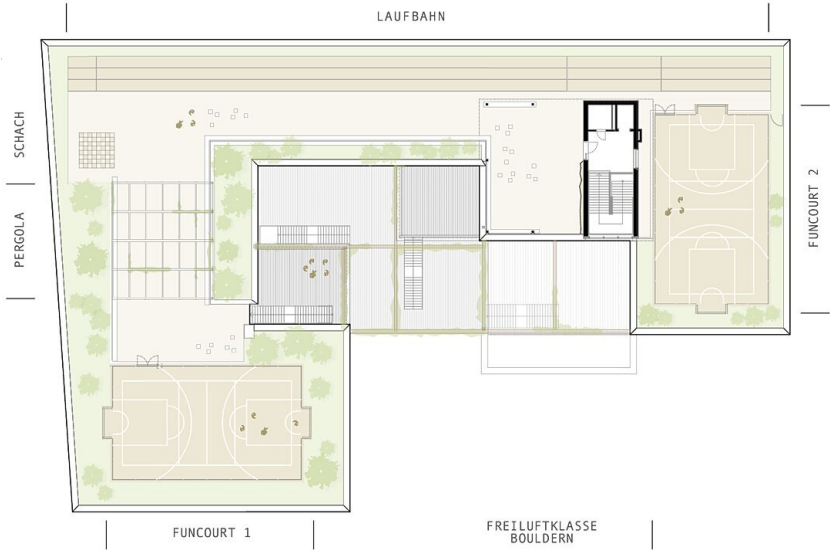 LAUFBAHN
SCHACH
PERGOLA
FUNCOURT 2
FUNCOURT 1
FREILUFTKLASSE
BOULDERN